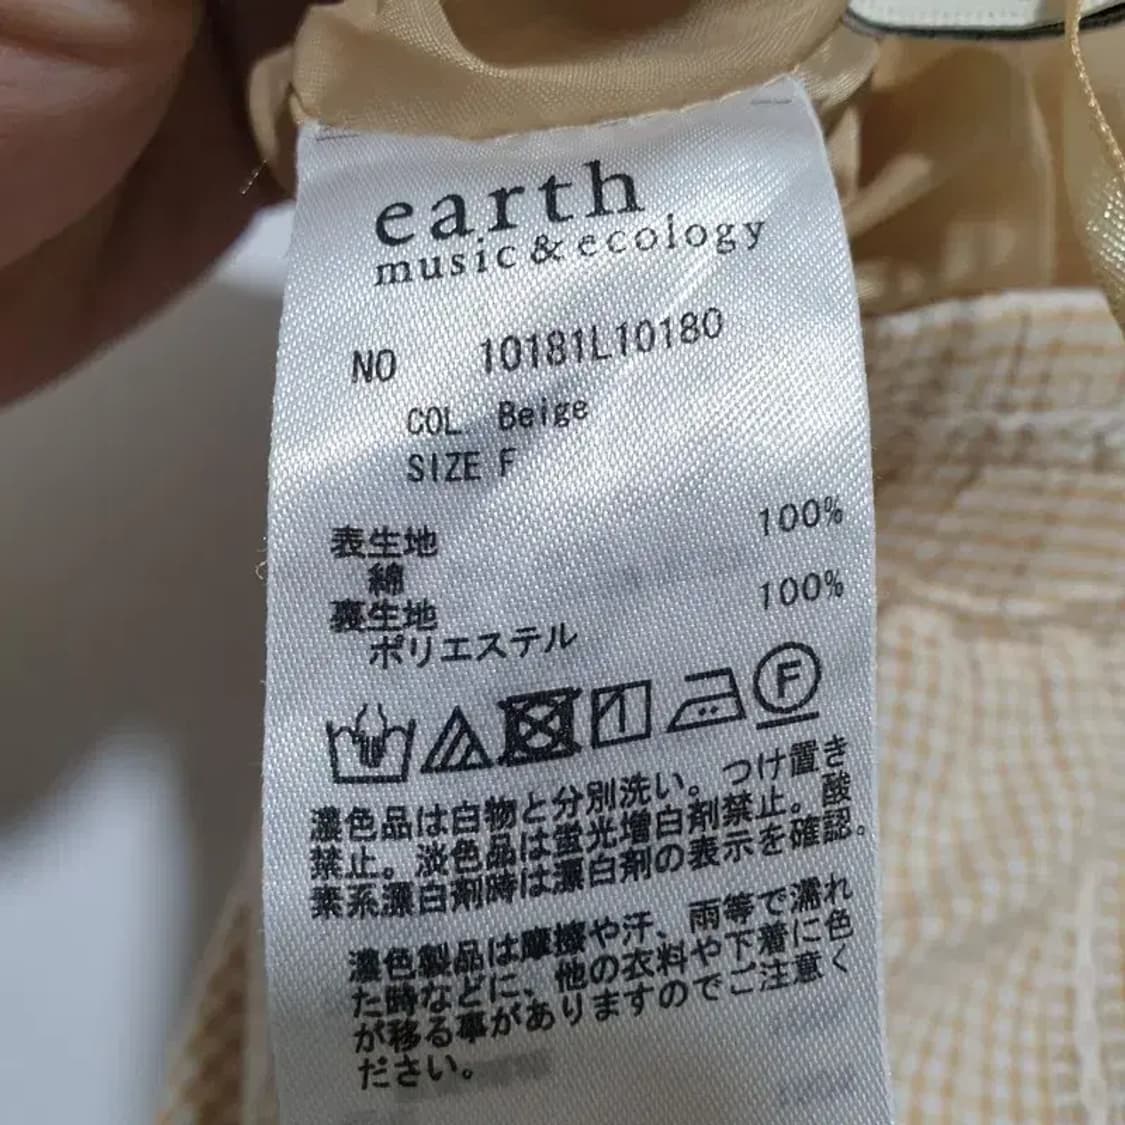 earth
music & ecology
NO 10181L10180
COL Beige
SIZE F
表生地 100%
綿
裏生地 100%
ポリエステル
F
濃色品は白物と分別洗い。つけ置き
禁止。淡色品は蛍光増白剤禁止。酸
素系漂白剤時は漂白剤の表示を確認。
濃色製品は摩擦や汗、雨等で濡れ
た時などに、他の衣料や下着に色
が移る事がありますのでご注意く
ださい。